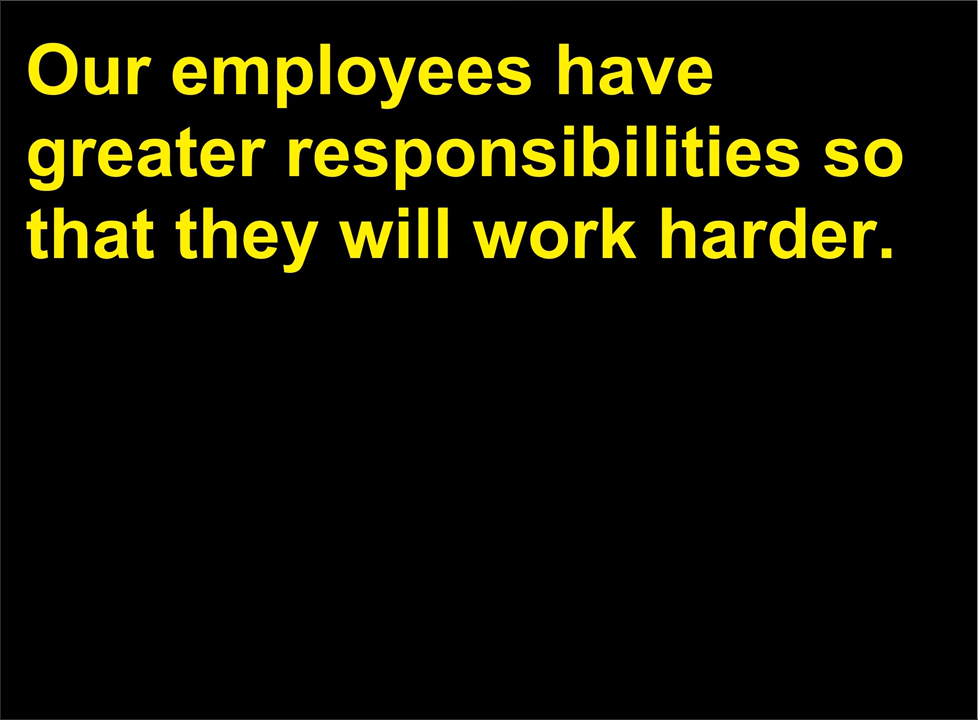 Our employees have
greater responsibilities so
that they will work harder.